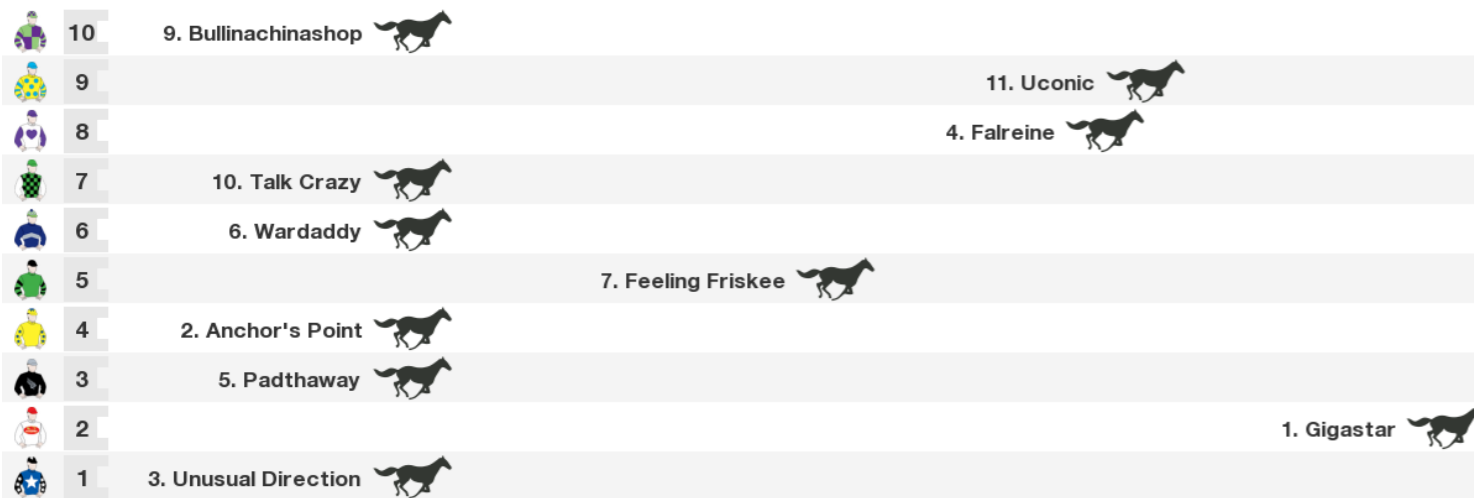 10 9. Bullinachinashop
9 11. Uconic
8 4. Falreine
7 10. Talk Crazy
6 6. Wardaddy
5 7. Feeling Friskee
4 2. Anchor's Point
3 5. Padthaway
2 1. Gigastar
1 3. Unusual Direction